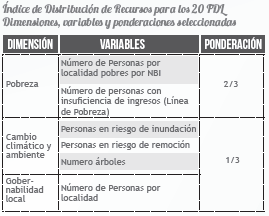 Índice de Distribución de Recursos para los 20 FDL
Dimensiones, variables y ponderaciones seleccionadas
DIMENSIÓN VARIABLES PONDERACIÓN
Pobreza
Número de Personas por
localidad pobres por NBI
Número de personas con
insuficiencia de ingresos (Línea
de Pobreza)
2/3
Cambio
climático y
ambiente
Personas en riesgo de inundación
Personas en riesgo de remoción
Numero árboles
1/3
Gober-
nabilidad
local
Número de Personas por
localidad